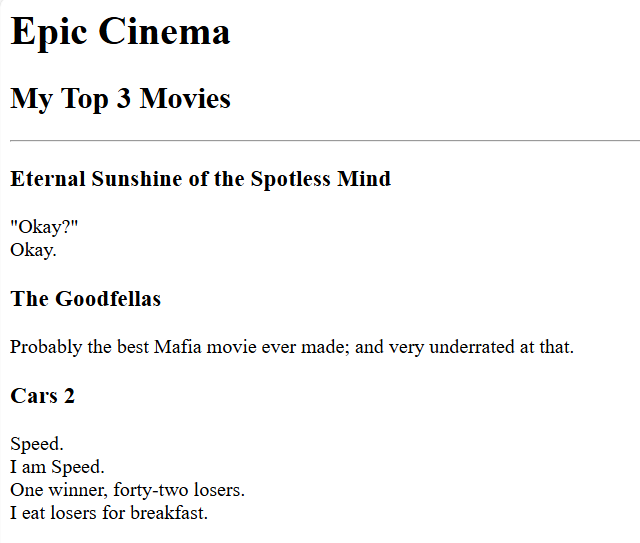 Epic Cinema
My Top 3 Movies
Eternal Sunshine of the Spotless Mind
"Okay?"
Okay.
The Goodfellas
Probably the best Mafia movie ever made; and very underrated at that.
Cars 2
Speed.
I am Speed.
One winner, forty-two losers.
I eat losers for breakfast.